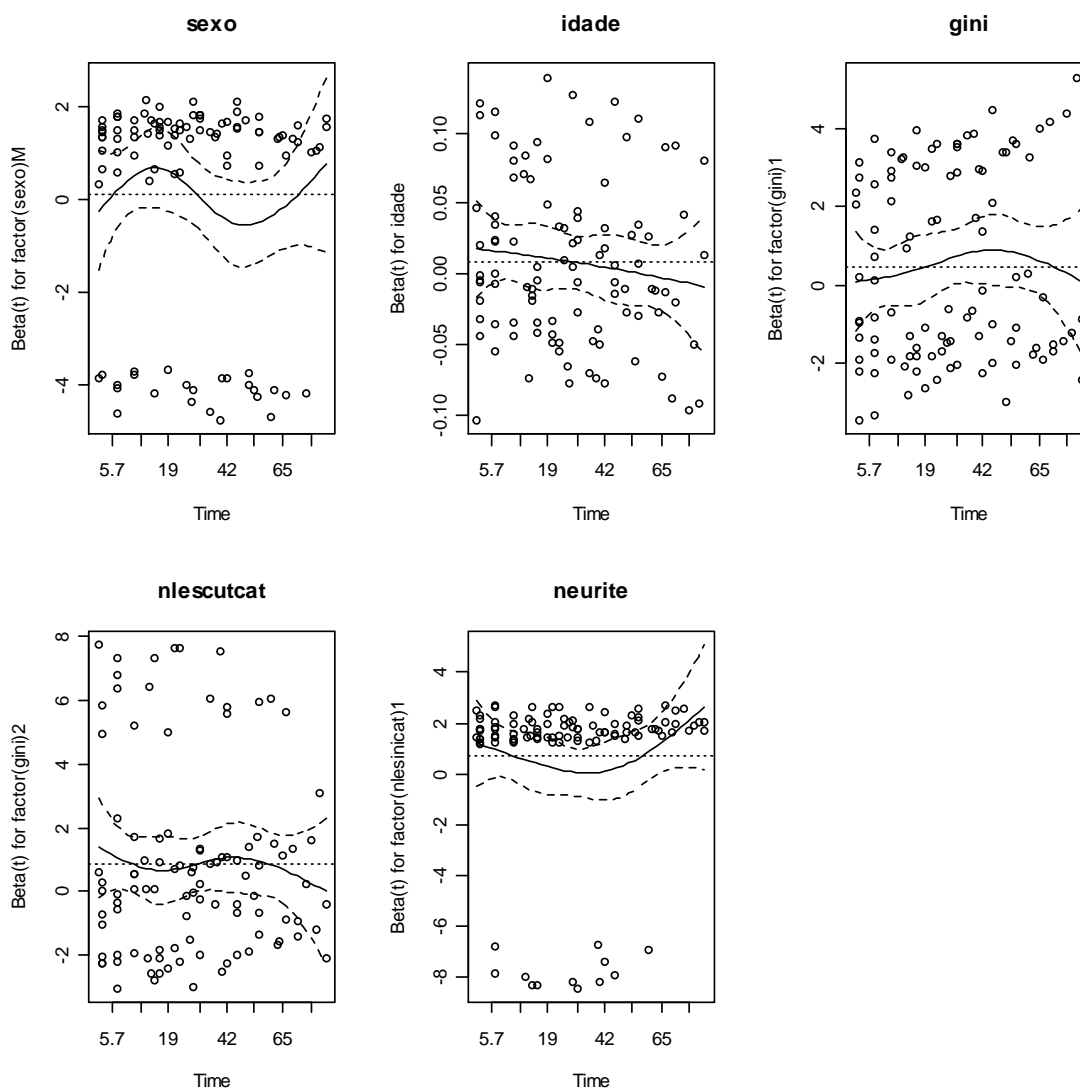 sexo
Beta(t) for factor(sexo)M
2
0
-2
-4
5.7 19 42 65
Time
idade
Beta(t) for idade
0.10
0.05
0.00
-0.05
-0.10
5.7 19 42 65
Time
gini
Beta(t) for factor(gini)1
4
2
0
-2
5.7 19 42 65
Time
nlescutcat
Beta(t) for factor(gini)2
8
6
4
2
0
-2
5.7 19 42 65
Time
neurite
Beta(t) for factor(nlesinicat)1
4
2
0
-2
-4
-6
-8
5.7 19 42 65
Time